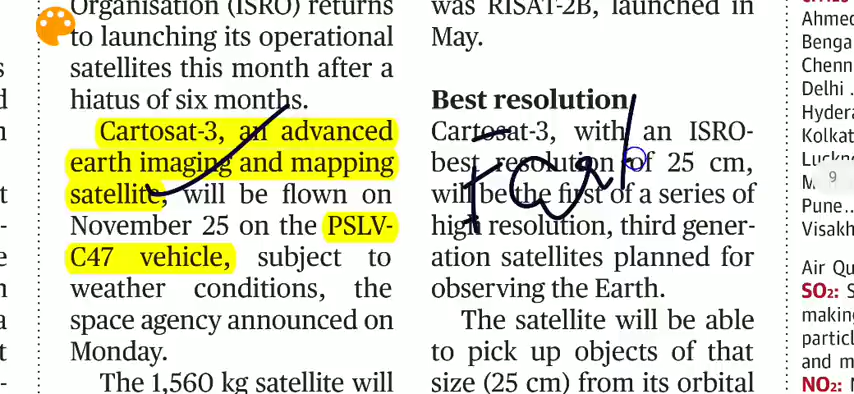 Organisation (ISRO) returns
to launching its operational
satellites this month after a
hiatus of six months.
Cartosat-3, an advanced
earth imaging and mapping
satellite, will be flown on
November 25 on the PSLV-
C47 vehicle, subject to
weather conditions, the
space agency announced on
Monday.
The 1,560 kg satellite will
was RISAT-2B, launched in
May.
Best resolution
Cartosat-3, with an ISRO-
best resolution of 25 cm,
will be the first of a series of
high resolution, third gener-
ation satellites planned for
observing the Earth.
The satellite will be able
to pick up objects of that
size (25 cm) from its orbital
Ahmed
Benga
Chenn
Delhi .
Hydera
Kolkat
Luckn
9
Pune..
Visakh
Air Qu
SO2: S
making
particl
and m
NO2: